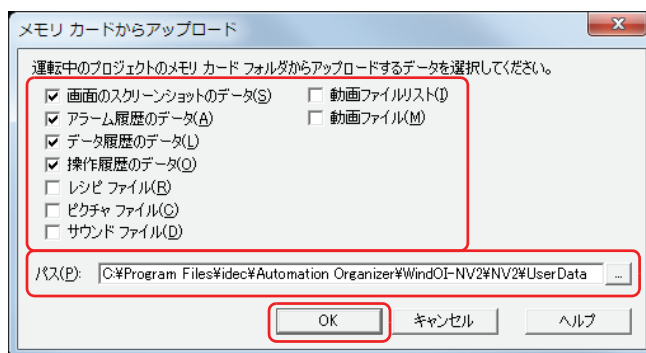 メモリ カードからアップロード
運転中のプロジェクトのメモリ カード フォルダからアップロードするデータを選択してください。
画面のスクリーンショットのデータ(S)
アラーム履歴のデータ(A)
データ履歴のデータ(L)
操作履歴のデータ(O)
レシピ ファイル(R)
ピクチャ ファイル(C)
サウンド ファイル(D)
動画ファイルリスト(I)
動画ファイル(M)
パス(P): C:¥Program Files¥idec¥Automation Organizer¥WindOI-NV2¥NV2¥UserData ...
OK キャンセル ヘルプ